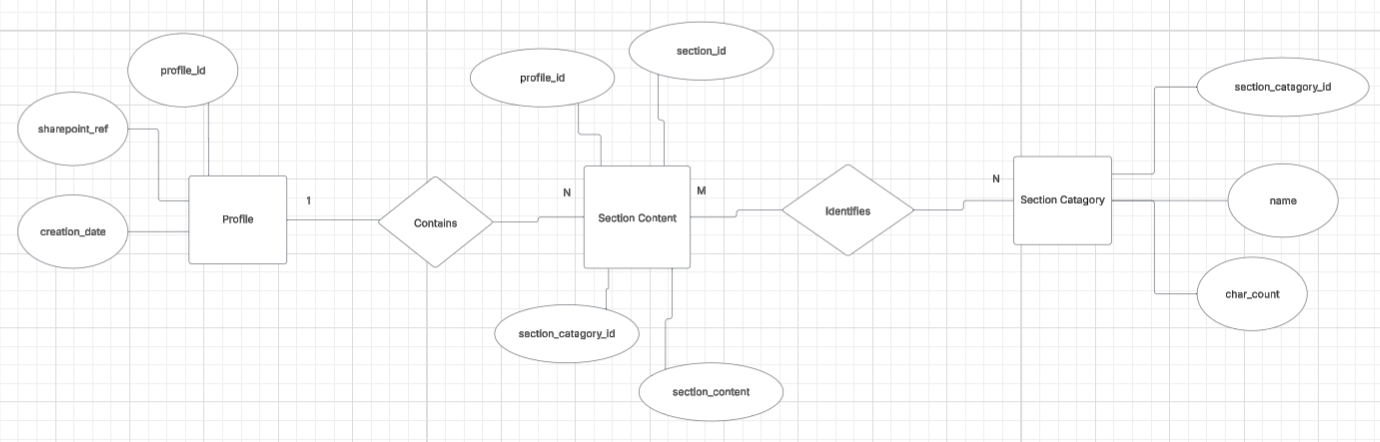 section_id
profile_id
profile_id
section_catagory_id
sharepoint_ref
N
M
N
1
Profile
Contains
Section Content
Identifies
Section Catagory
name
creation_date
char_count
section_catagory_id
section_content